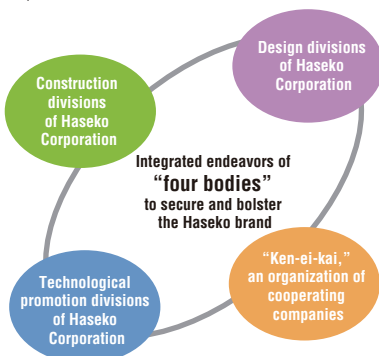 Design divisions
of Haseko
Corporation
Construction
divisions
of Haseko
Corporation
Integrated endeavors of
“four bodies”
to secure and bolster
the Haseko brand
Technological
promotion divisions
of Haseko
Corporation
“Ken-ei-kai,”
an organization of
cooperating
companies